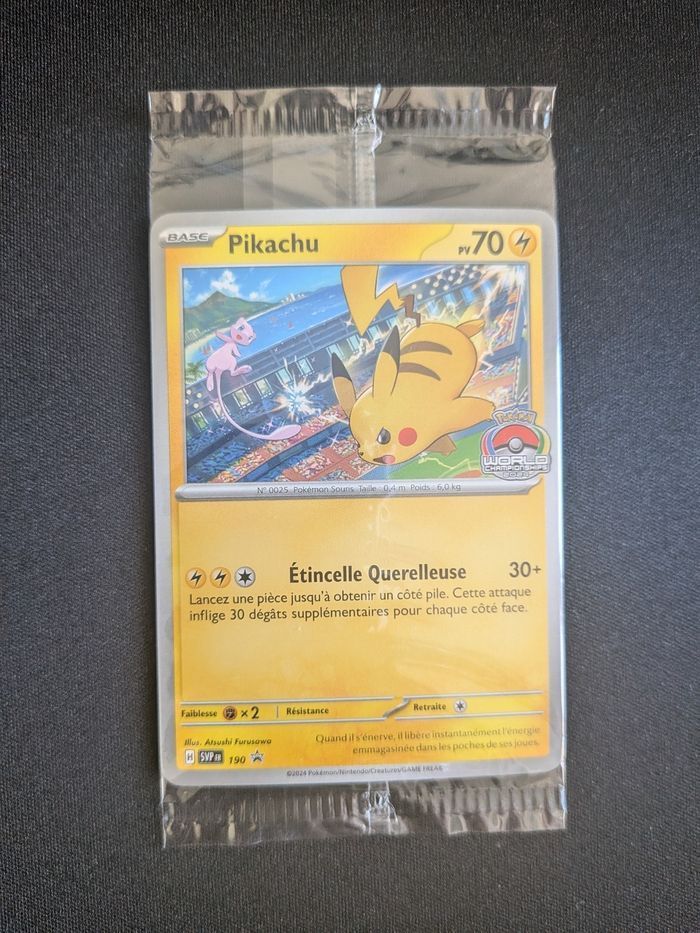 BASE Pikachu PV 70
Pokémon
WORLD
CHAMPIONSHIPS
2024
N° 0025 Pokémon Souris Taille : 0,4 m Poids : 6,0 kg
Étincelle Querelleuse 30+
Lancez une pièce jusqu'à obtenir un côté pile. Cette attaque
inflige 30 dégâts supplémentaires pour chaque côté face.
Faiblesse ×2 Résistance Retraite
Illus. Atsushi Furusawa
Quand il s'énerve, il libère instantanément l'énergie
emmagasinée dans les poches de ses joues.
H SVP FR 190
©2024 Pokémon/Nintendo/Creatures/GAME FREAK